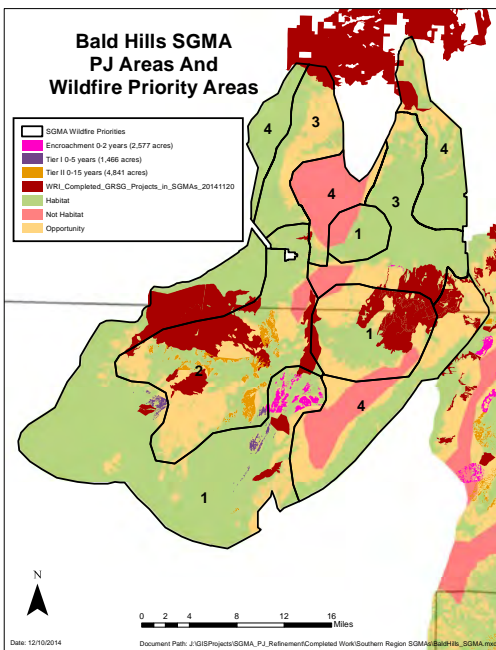 Bald Hills SGMA
PJ Areas And
Wildfire Priority Areas
SGMA Wildfire Priorities
Encroachment 0-2 years (2,577 acres)
Tier I 0-5 years (1,466 acres)
Tier II 0-15 years (4,841 acres)
WRI_Completed_GRSG_Projects_in_SGMAs_20141120
Habitat
Not Habitat
Opportunity
4
3
4
4
3
1
1
2
4
1
N
0 2 4 8 12 16
Miles
Date: 12/10/2014
Document Path: J:\GISProjects\SGMA_PJ_Refinement\Completed Work\Southern Region SGMAs\BaldHills_SGMA.mxd